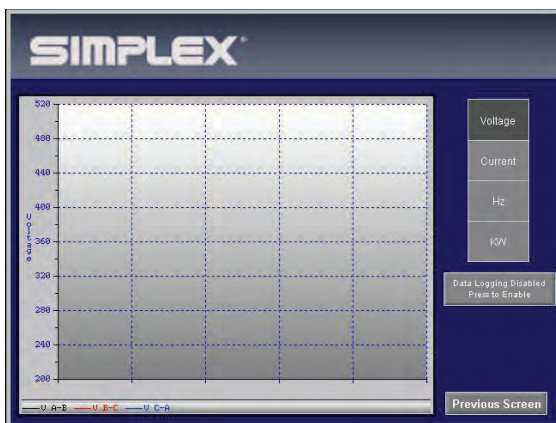 SIMPLEX
520
480
440
400
360
320
280
240
200
Voltage
V A-B V B-C V C-A
Voltage
Current
Hz
KW
Data Logging Disabled
Press to Enable
Previous Screen